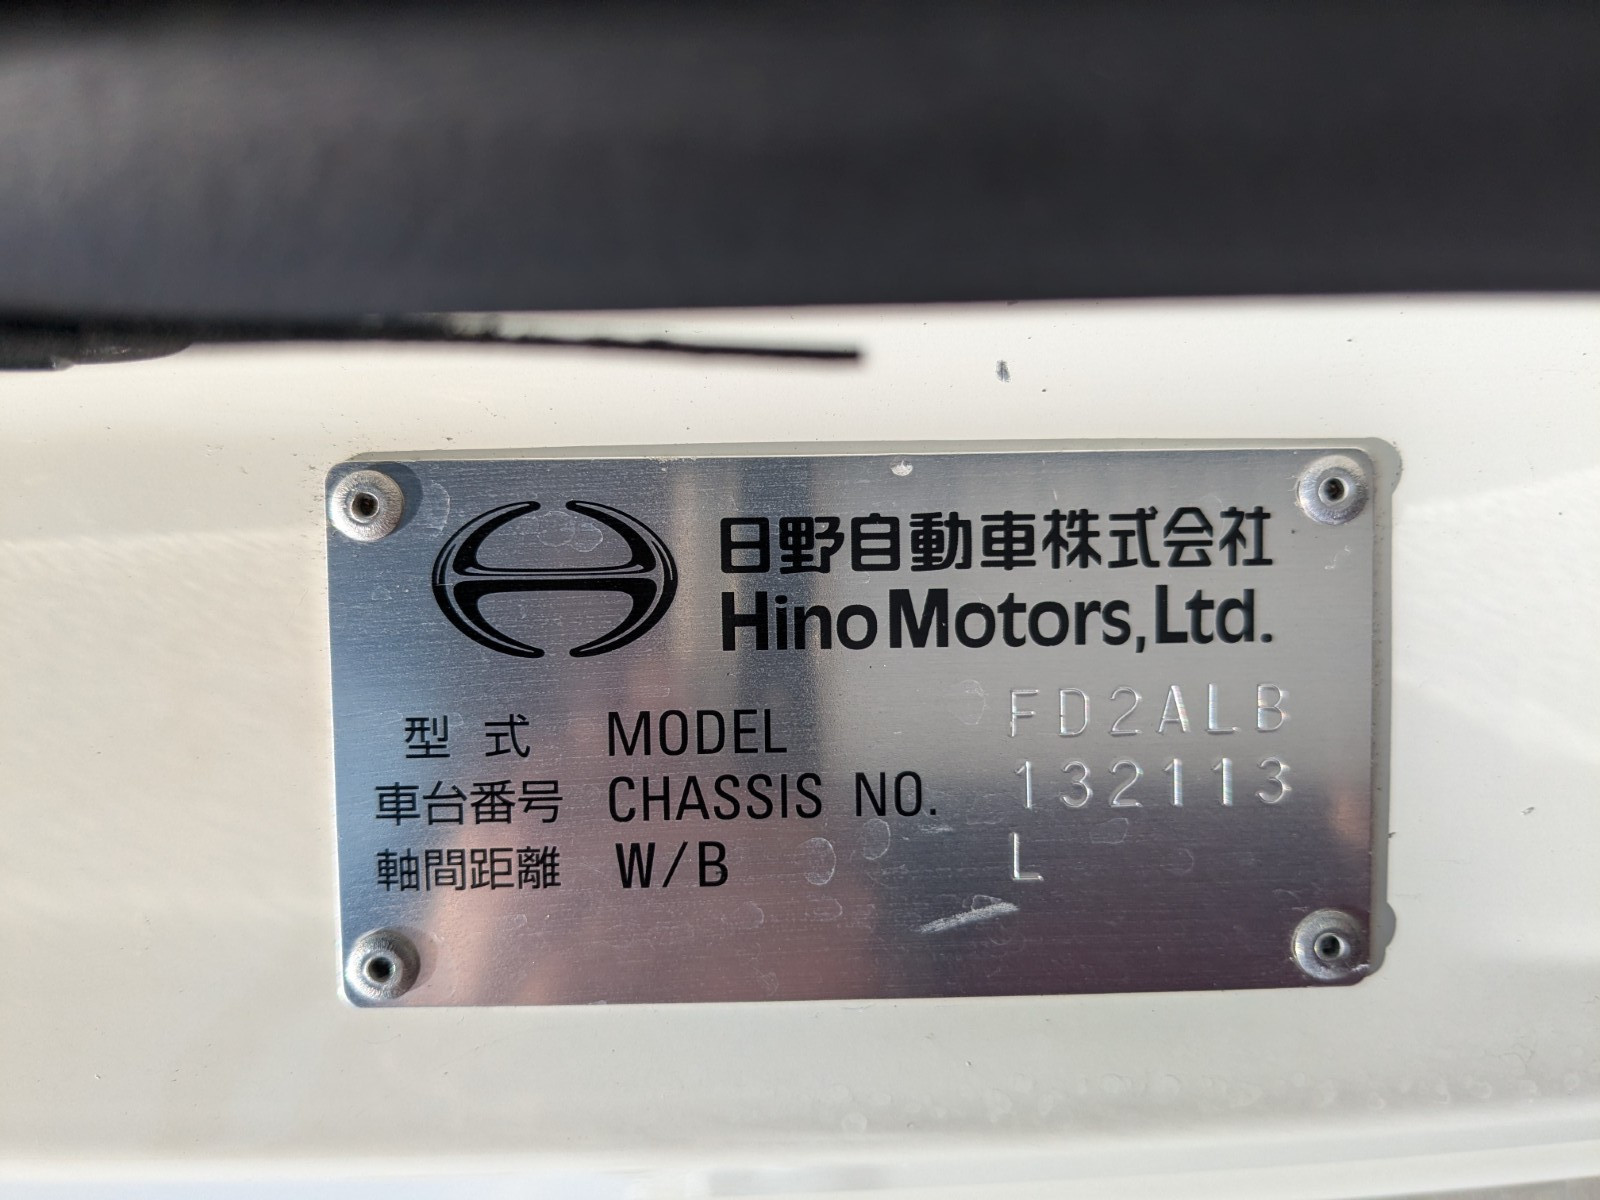 日野自動車株式会社
Hino Motors, Ltd.
型式 MODEL FD2ALB
車台番号 CHASSIS NO. 132113
軸間距離 W/B L